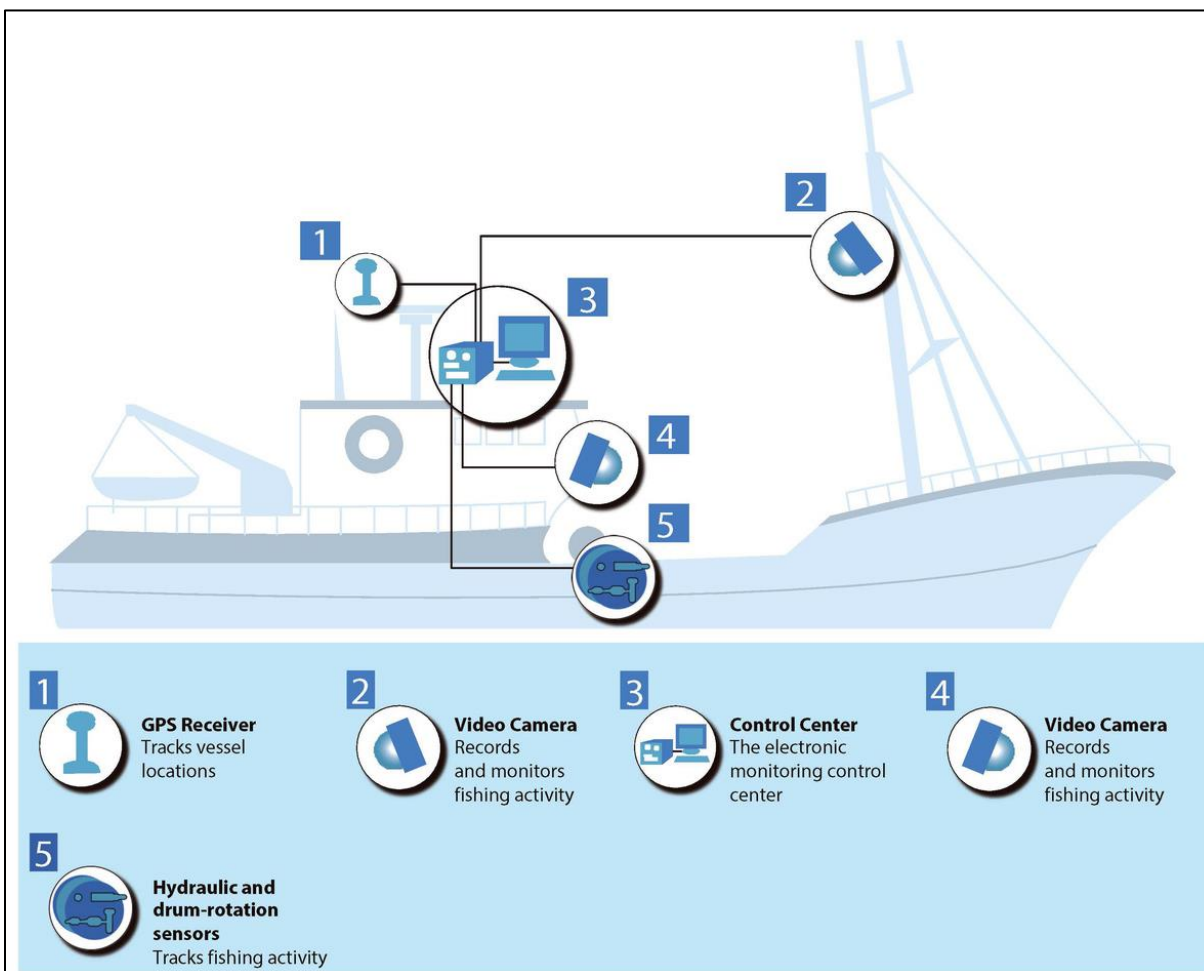 1
2
3
4
5
1
GPS Receiver
Tracks vessel
locations
2
Video Camera
Records
and monitors
fishing activity
3
Control Center
The electronic
monitoring control
center
4
Video Camera
Records
and monitors
fishing activity
5
Hydraulic and
drum-rotation
sensors
Tracks fishing activity